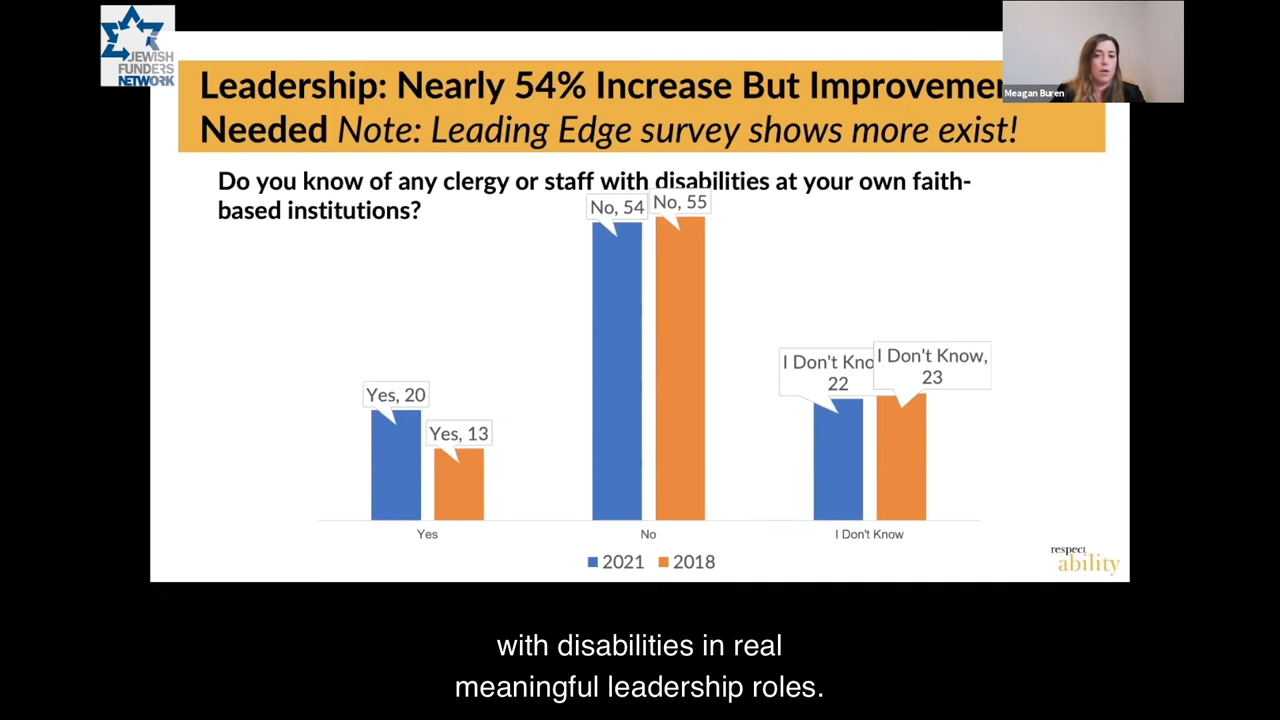 JEWISH
FUNDERS
NETWORK
Leadership: Nearly 54% Increase But Improvemen
Needed Note: Leading Edge survey shows more exist!
Meagan Buren
Do you know of any clergy or staff with disabilities at your own faith-
based institutions?
No, 54
No, 55
I Don't Kno
22
I Don't Know,
23
Yes, 20
Yes, 13
Yes
No
I Don't Know
2021
2018
respect
ability
with disabilities in real
meaningful leadership roles.